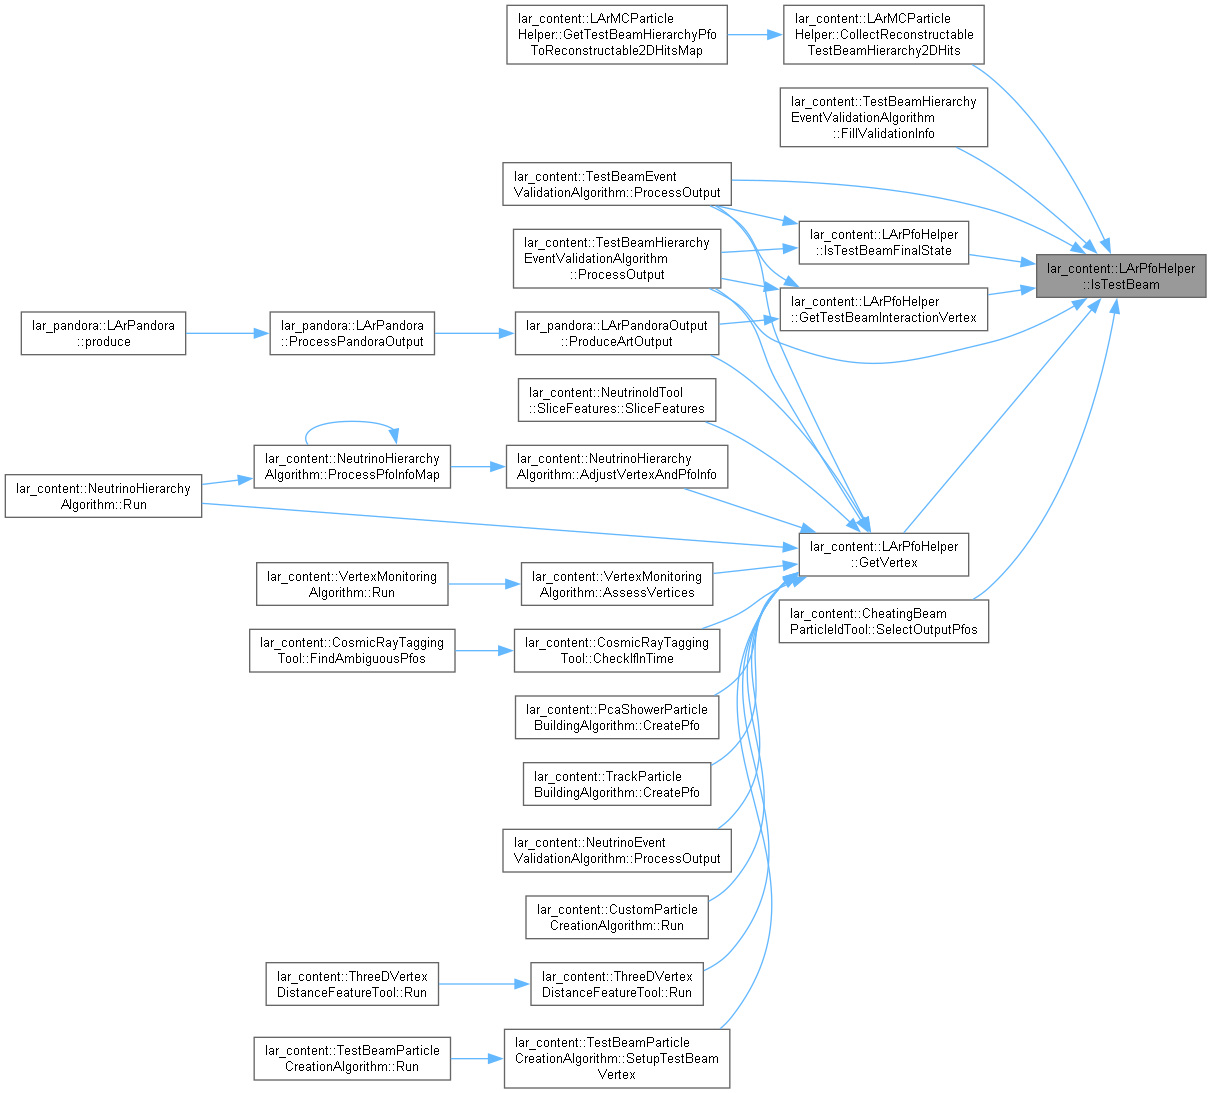 lar_content::LArMCParticle
Helper::GetTestBeamHierarchyPfo
ToReconstructable2DHitsMap
lar_content::LArMCParticle
Helper::CollectReconstructable
TestBeamHierarchy2DHits
lar_content::TestBeamHierarchy
EventValidationAlgorithm
::FillValidationInfo
lar_content::TestBeamEvent
ValidationAlgorithm::ProcessOutput
lar_content::LArPfoHelper
::IsTestBeamFinalState
lar_content::TestBeamHierarchy
EventValidationAlgorithm
::ProcessOutput
lar_content::LArPfoHelper
::IsTestBeam
lar_content::LArPfoHelper
::GetTestBeamInteractionVertex
lar_pandora::LArPandora
::produce
lar_pandora::LArPandora
::ProcessPandoraOutput
lar_pandora::LArPandoraOutput
::ProduceArtOutput
lar_content::NeutrinoIdTool
::SliceFeatures::SliceFeatures
lar_content::NeutrinoHierarchy
Algorithm::ProcessPfoInfoMap
lar_content::NeutrinoHierarchy
Algorithm::AdjustVertexAndPfoInfo
lar_content::NeutrinoHierarchy
Algorithm::Run
lar_content::LArPfoHelper
::GetVertex
lar_content::VertexMonitoring
Algorithm::Run
lar_content::VertexMonitoring
Algorithm::AssessVertices
lar_content::CheatingBeam
ParticleIdTool::SelectOutputPfos
lar_content::CosmicRayTagging
Tool::FindAmbiguousPfos
lar_content::CosmicRayTagging
Tool::CheckIfInTime
lar_content::PcaShowerParticle
BuildingAlgorithm::CreatePfo
lar_content::TrackParticle
BuildingAlgorithm::CreatePfo
lar_content::NeutrinoEvent
ValidationAlgorithm::ProcessOutput
lar_content::CustomParticle
CreationAlgorithm::Run
lar_content::ThreeDVertex
DistanceFeatureTool::Run
lar_content::ThreeDVertex
DistanceFeatureTool::Run
lar_content::TestBeamParticle
CreationAlgorithm::Run
lar_content::TestBeamParticle
CreationAlgorithm::SetupTestBeam
Vertex